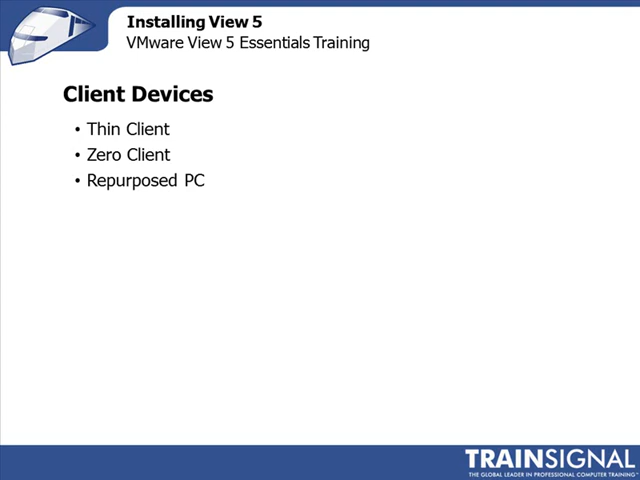 Installing View 5
VMware View 5 Essentials Training
Client Devices
• Thin Client
• Zero Client
• Repurposed PC
TRAINSIGNAL
THE GLOBAL LEADER IN PROFESSIONAL COMPUTER TRAINING™